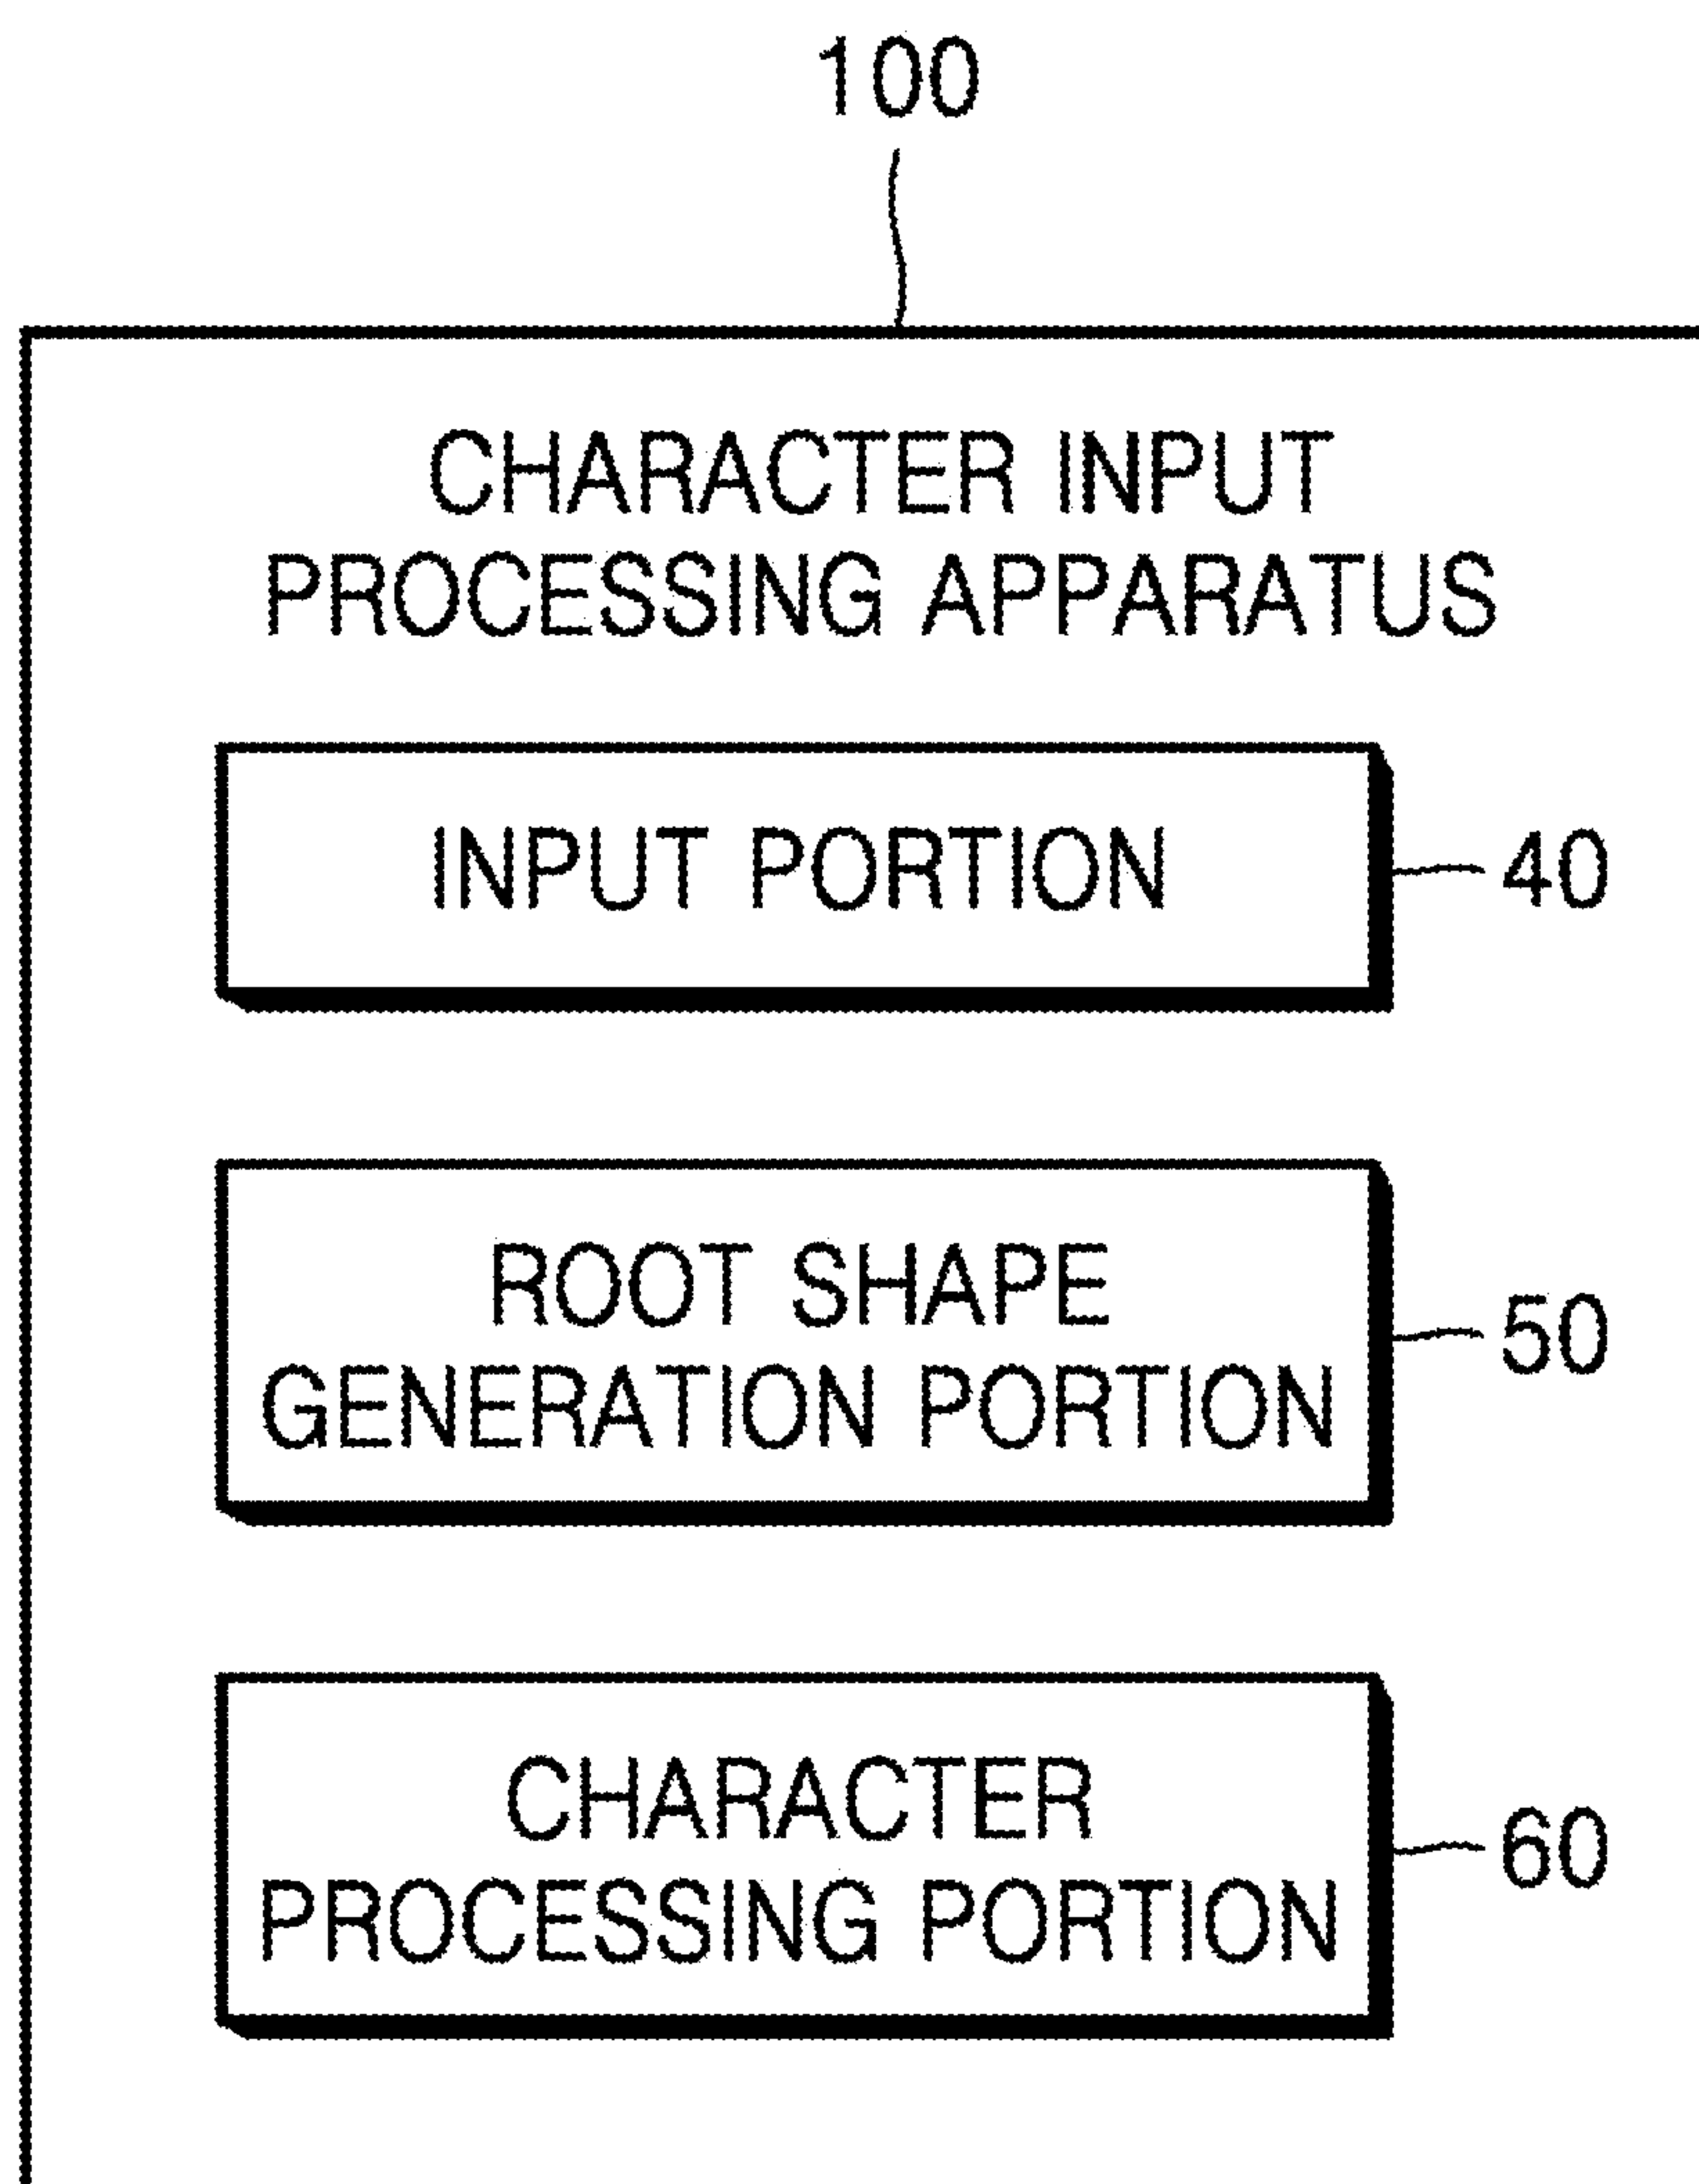 100
CHARACTER INPUT
PROCESSING APPARATUS
INPUT PORTION
40
ROOT SHAPE
GENERATION PORTION
50
CHARACTER
PROCESSING PORTION
60